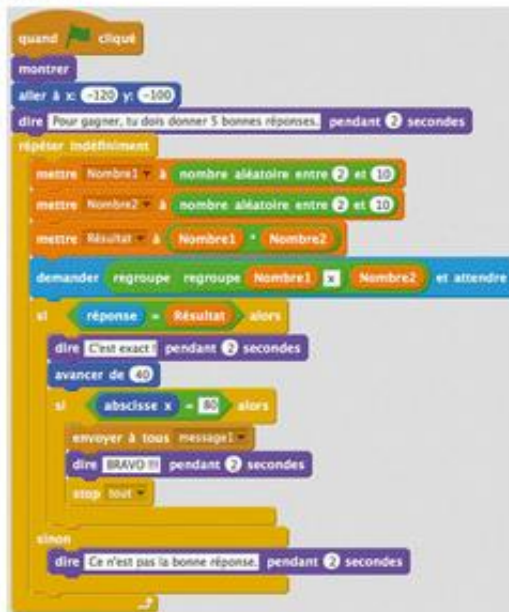 quand cliqué
montrer
aller à x: -120 y: -100
dire Pour gagner, tu dois donner 5 bonnes réponses. pendant 2 secondes
répéter indéfiniment
mettre Nombre1 à nombre aléatoire entre 2 et 10
mettre Nombre2 à nombre aléatoire entre 2 et 10
mettre Résultat à Nombre1 * Nombre2
demander regroupe regroupe Nombre1 x Nombre2 et attendre
si réponse = Résultat alors
dire C'est exact ! pendant 2 secondes
avancer de 40
si abscisse x = 80 alors
envoyer à tous message1
dire BRAVO !!! pendant 2 secondes
stop tout
sinon
dire Ce n'est pas la bonne réponse. pendant 2 secondes